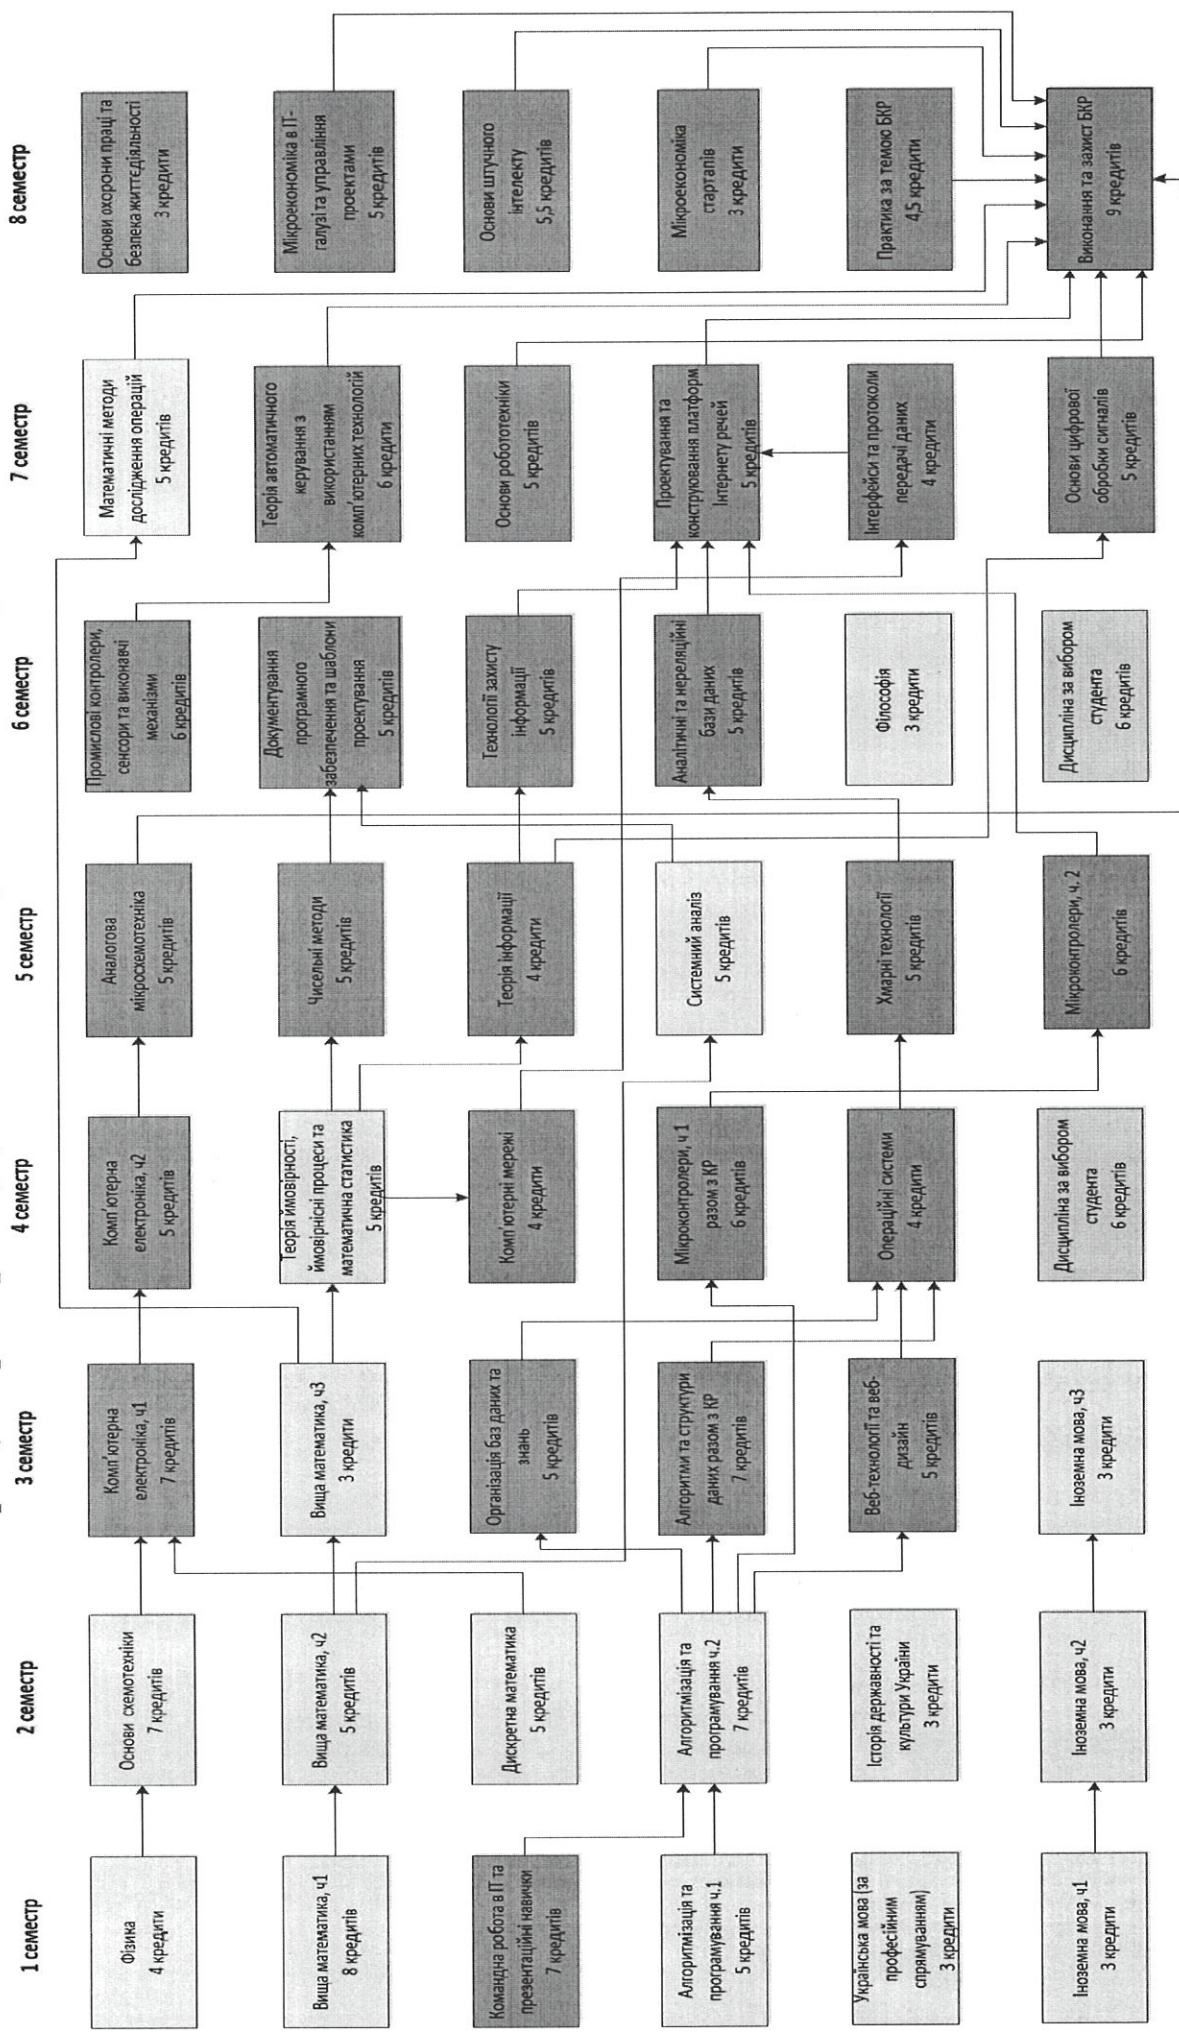 1 семестр
Фізика
4 кредити
Вища математика, ч1
8 кредитів
Командна робота в ІТ та
презентаційні навички
7 кредитів
Алгоритмізація та
програмування ч.1
5 кредитів
Українська мова (за
професійним
спрямуванням)
3 кредити
Іноземна мова, ч1
3 кредити
2 семестр
Основи схемотехніки
7 кредитів
Вища математика, ч2
5 кредитів
Дискретна математика
5 кредитів
Алгоритмізація та
програмування ч.2
7 кредитів
Історія державності та
культури України
3 кредити
Іноземна мова, ч2
3 кредити
3 семестр
Комп'ютерна
електроніка, ч1
7 кредитів
Вища математика, ч3
3 кредити
Організація баз даних та
знань
5 кредитів
Алгоритми та структури
даних разом з КР
7 кредитів
Веб-технології та веб-
дизайн
5 кредитів
Іноземна мова, ч3
3 кредити
4 семестр
Комп'ютерна
електроніка, ч2
5 кредитів
Теорія ймовірності,
ймовірнісні процеси та
математична статистика
5 кредитів
Комп'ютерні мережі
4 кредити
Мікроконтролери, ч 1
разом з КР
6 кредитів
Операційні системи
4 кредити
Дисципліна за вибором
студента
6 кредитів
5 семестр
Аналогова
мікросхемотехніка
5 кредитів
Чисельні методи
5 кредитів
Теорія інформації
4 кредити
Системний аналіз
5 кредитів
Хмарні технології
5 кредитів
Мікроконтролери, ч. 2
6 кредитів
6 семестр
Промислові контролери,
сенсори та виконавчі
механізми
6 кредитів
Документування
програмного
забезпечення та шаблони
проектування
5 кредитів
Технології захисту
інформації
5 кредитів
Аналітичні та нереляційні
бази даних
5 кредитів
Філософія
3 кредити
Дисципліна за вибором
студента
6 кредитів
7 семестр
Математичні методи
дослідження операцій
5 кредитів
Теорія автоматичного
керування з
використанням
комп'ютерних технологій
6 кредити
Основи робототехніки
5 кредитів
Проектування та
конструювання платформ
Інтернету речей
5 кредитів
Інтерфейси та протоколи
передачі даних
4 кредити
Основи цифрової
обробки сигналів
5 кредитів
8 семестр
Основи охорони праці та
безпека життєдіяльності
3 кредити
Мікроекономіка в ІТ-
галузі та управління
проектами
5 кредитів
Основи штучного
інтелекту
5,5 кредитів
Мікроекономіка
стартапів
3 кредити
Практика за темою БКР
4,5 кредити
Виконання та захист БКР
9 кредитів